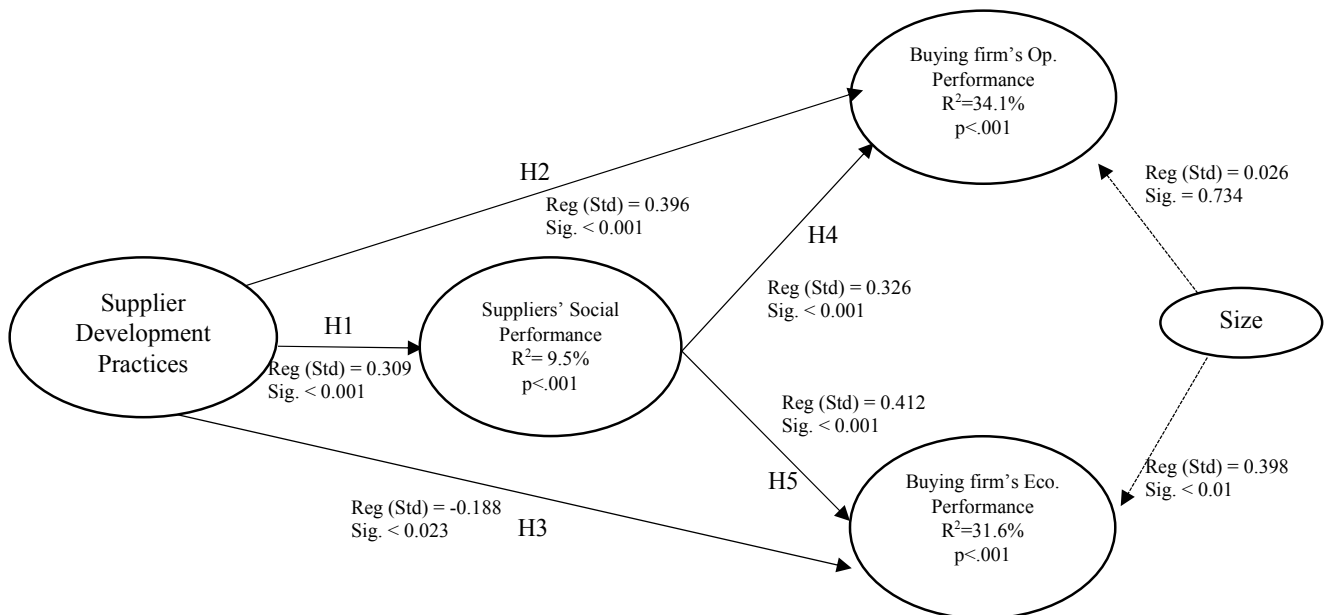 Buying firm's Op.
Performance
R²=34.1%
p<.001
H2
Reg (Std) = 0.396
Sig. < 0.001
Reg (Std) = 0.026
Sig. = 0.734
H4
Reg (Std) = 0.326
Sig. < 0.001
Supplier
Development
Practices
H1
Reg (Std) = 0.309
Sig. < 0.001
Suppliers' Social
Performance
R²= 9.5%
p<.001
Size
Reg (Std) = 0.412
Sig. < 0.001
H5
Reg (Std) = -0.188
Sig. < 0.023
H3
Buying firm's Eco.
Performance
R²=31.6%
p<.001
Reg (Std) = 0.398
Sig. < 0.01